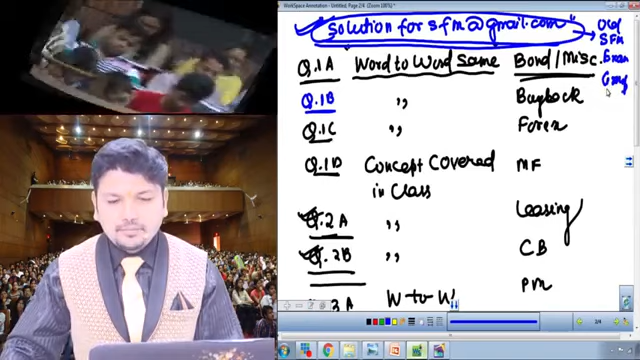 WorkSpace Annotation - Untitled, Page 2/4 Zoom:100%
"Solution for sfm@gmail.com"
Old
SFM
Exam
Q.1A Word to Word Same Bond/Misc.
Q.1B ,, Buyback
Q.1C ,, Forex
Q.1D Concept Covered MF
in Class
Q.2A ,, Leasing
Q.2B ,, CB
PM
3A W-to-W
2/4